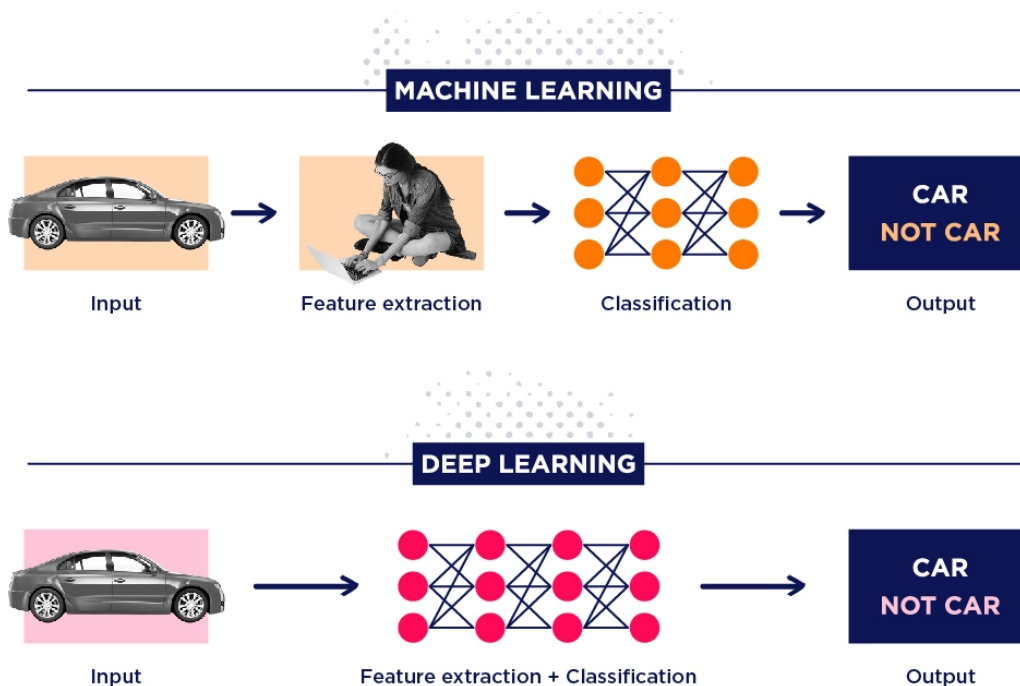 MACHINE LEARNING
CAR
NOT CAR
Input
Feature extraction
Classification
Output
DEEP LEARNING
CAR
NOT CAR
Input
Feature extraction + Classification
Output